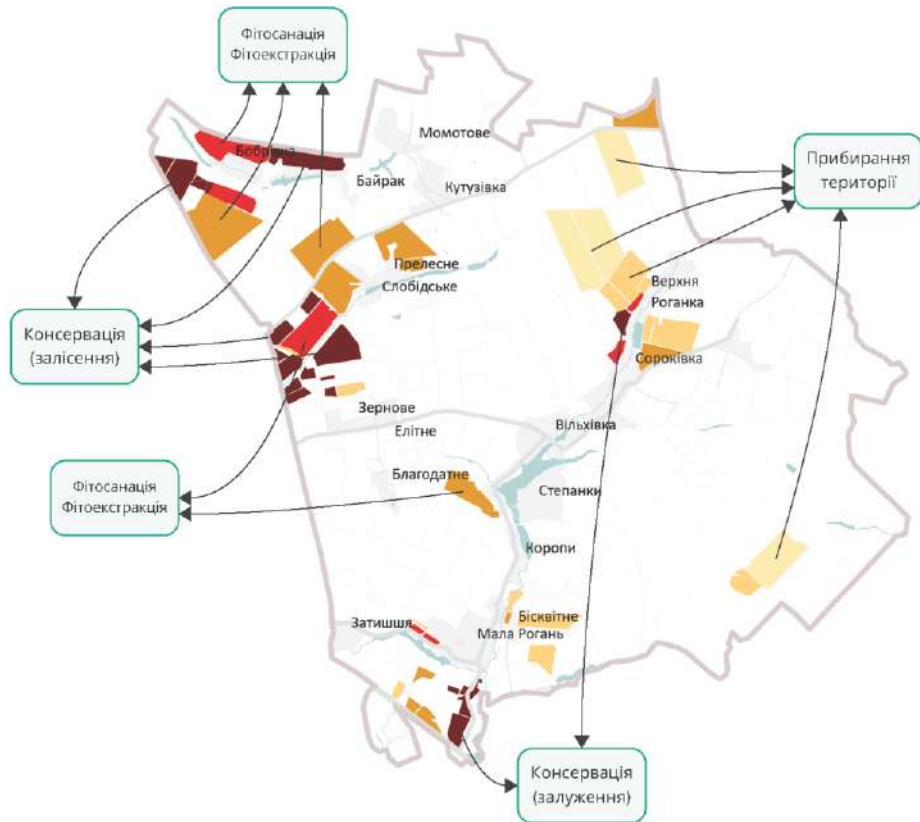 Фітосанація
Фітоекстракція
Момотове
Бобрівка
Байрак
Кутузівка
Прибирання
території
Прелесне
Слобідське
Верхня
Роганка
Консервація
(залісення)
Сороківка
Зернове
Елітне
Вільхівка
Благодатне
Степанки
Фітосанація
Фітоекстракція
Коропи
Затишшя
Бісквітне
Мала Рогань
Консервація
(залуження)